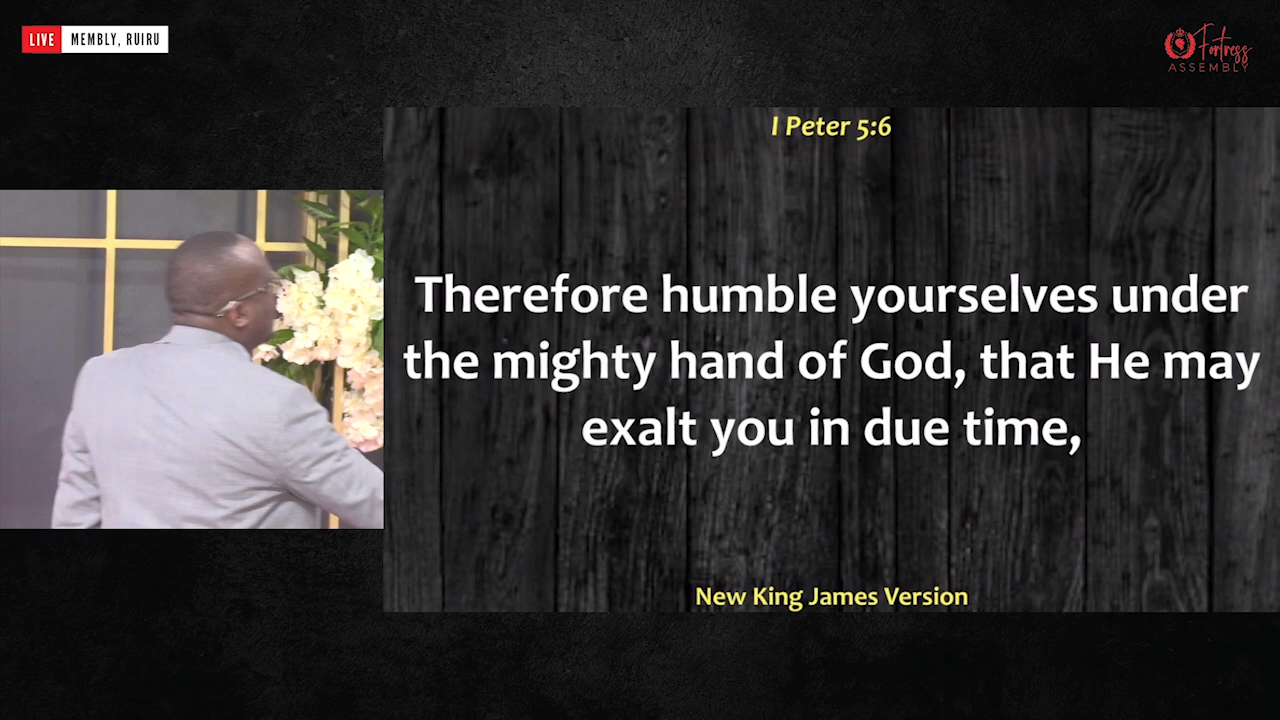 LIVE MEMBLY, RUIRU
Fortress
ASSEMBLY
I Peter 5:6
Therefore humble yourselves under
the mighty hand of God, that He may
exalt you in due time,
New King James Version